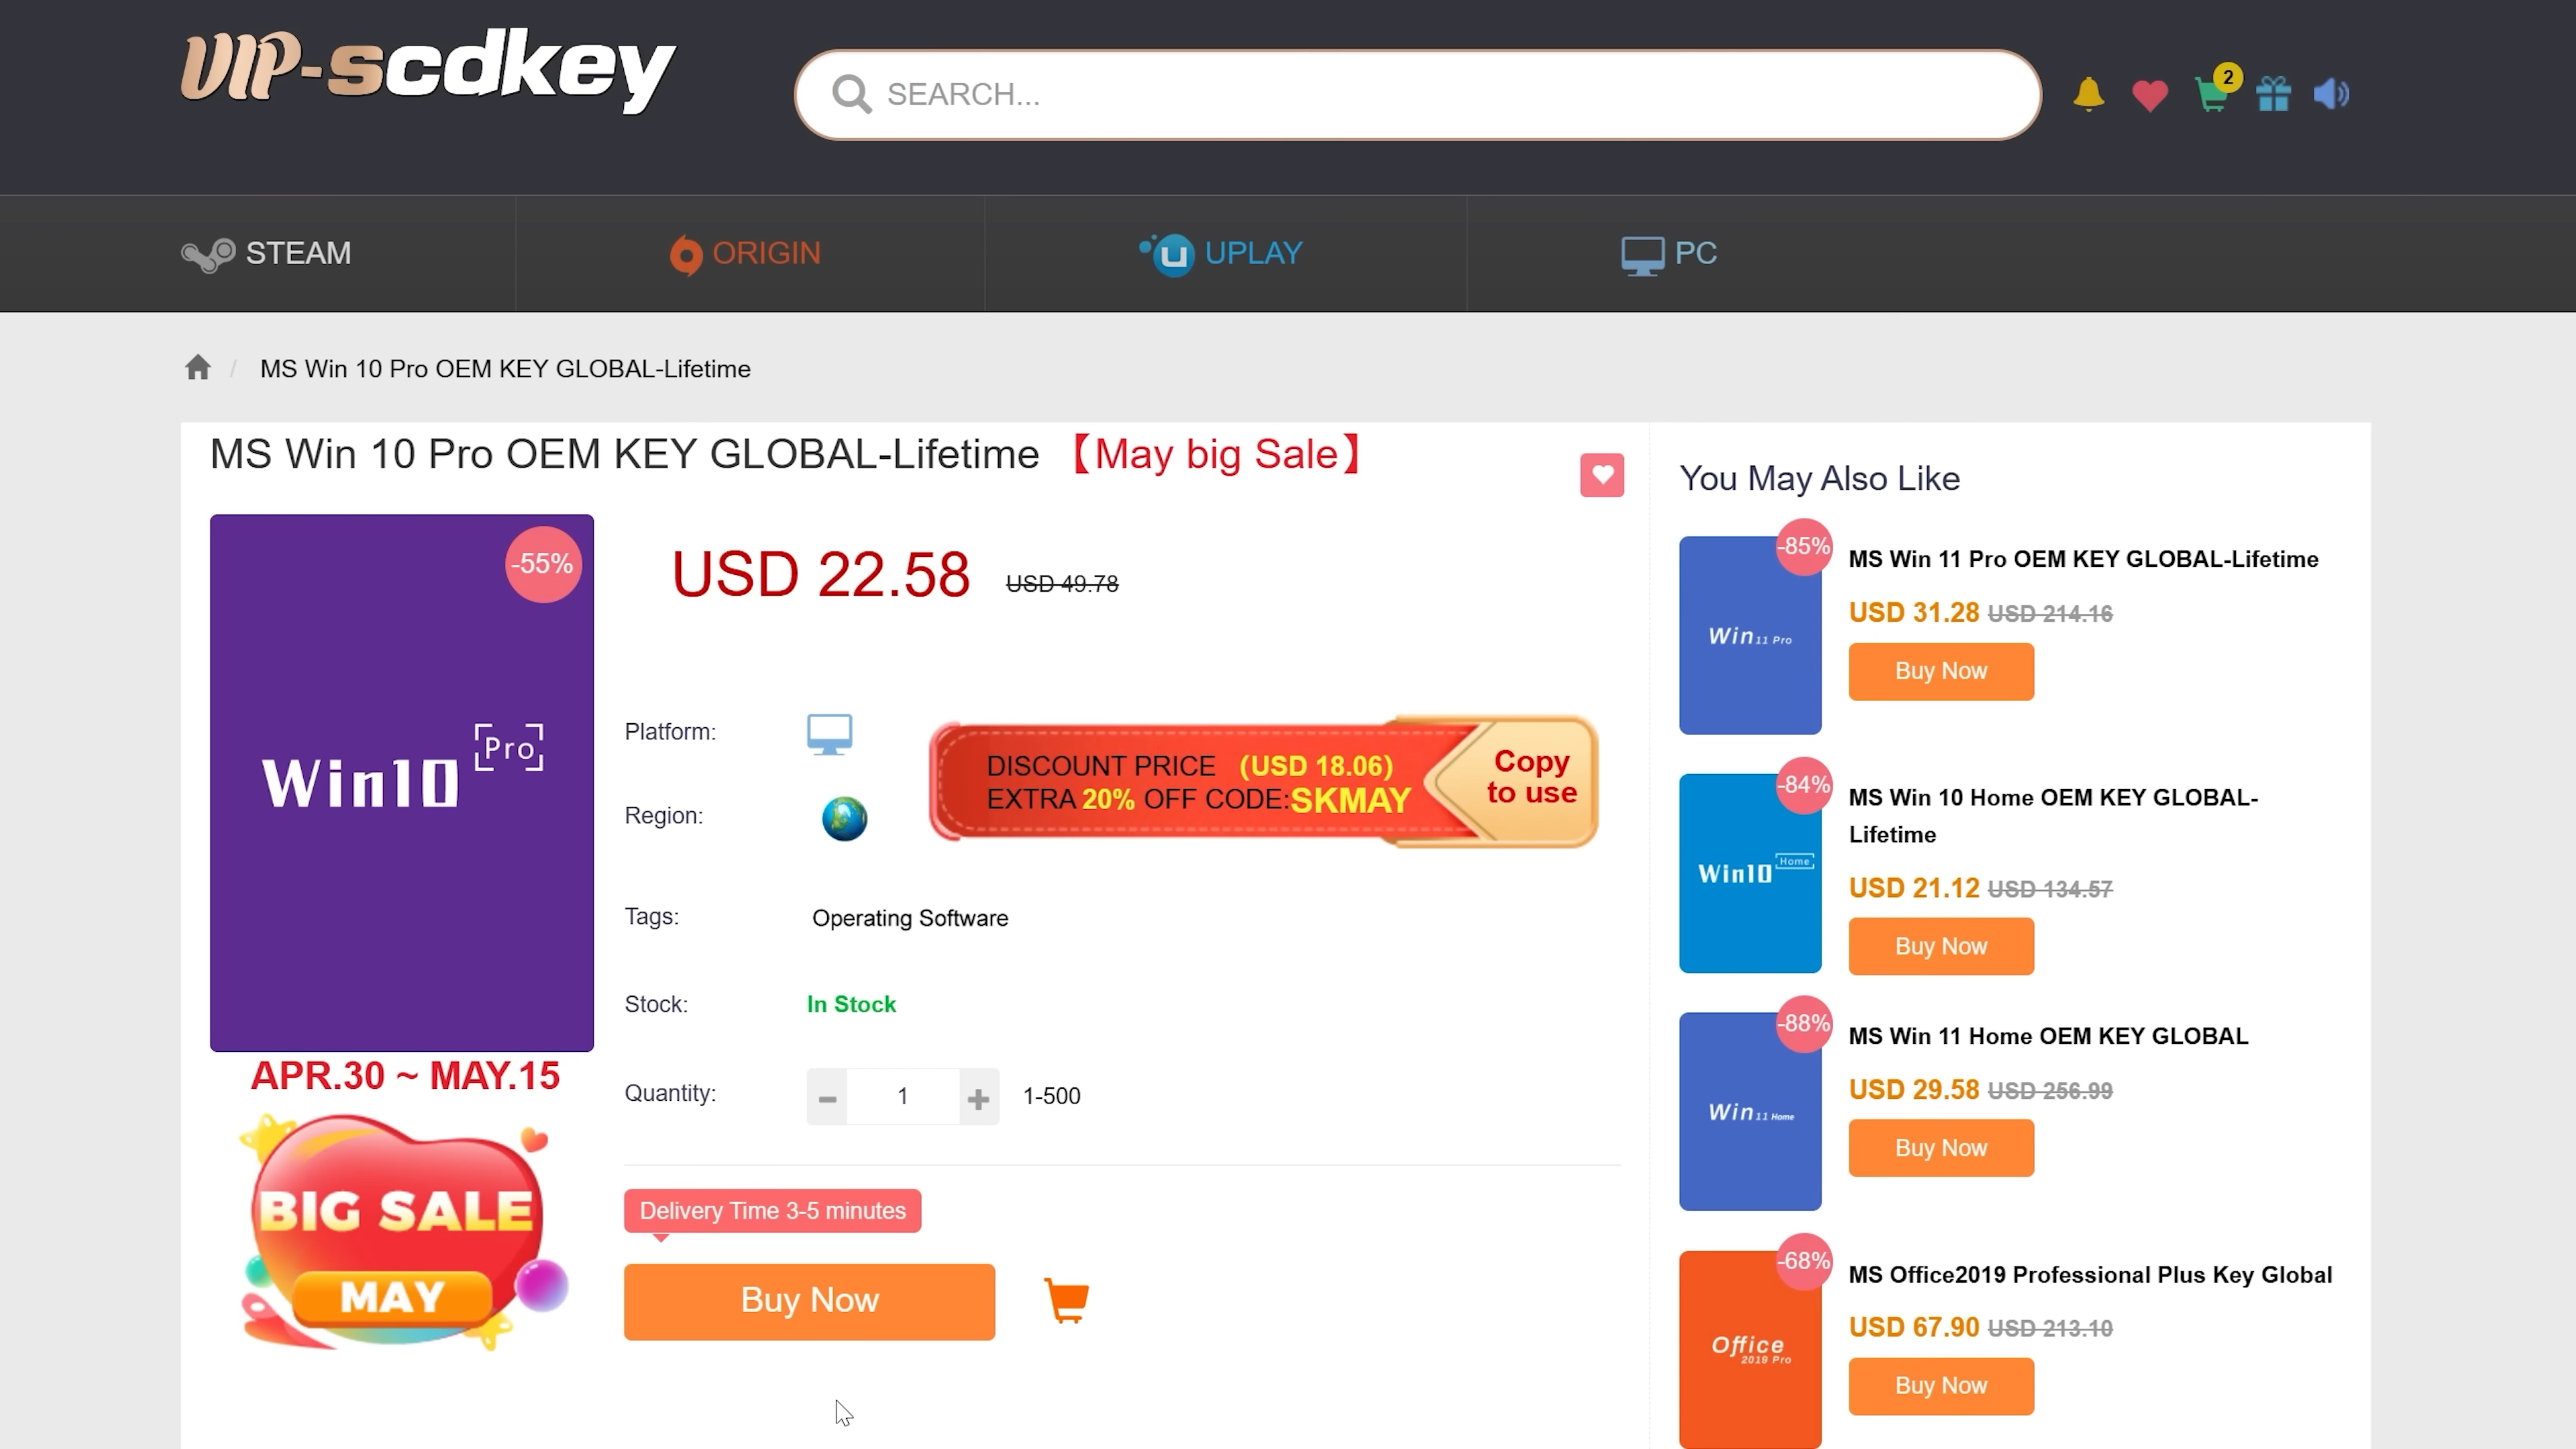 VIP-scdkey
SEARCH...
2
STEAM
ORIGIN
UPLAY
PC
/ MS Win 10 Pro OEM KEY GLOBAL-Lifetime
MS Win 10 Pro OEM KEY GLOBAL-Lifetime 【May big Sale】
-55%
Win10 Pro
APR.30 ~ MAY.15
BIG SALE
MAY
USD 22.58 USD 49.78
Platform:
Region:
DISCOUNT PRICE (USD 18.06)
EXTRA 20% OFF CODE:SKMAY
Copy
to use
Tags: Operating Software
Stock: In Stock
Quantity: 1 1-500
Delivery Time 3-5 minutes
Buy Now
You May Also Like
-85%
Win 11 Pro
MS Win 11 Pro OEM KEY GLOBAL-Lifetime
USD 31.28 USD 214.16
Buy Now
-84%
Win10 Home
MS Win 10 Home OEM KEY GLOBAL-
Lifetime
USD 21.12 USD 134.57
Buy Now
-88%
Win 11 Home
MS Win 11 Home OEM KEY GLOBAL
USD 29.58 USD 256.99
Buy Now
-68%
Office
2019 Pro
MS Office2019 Professional Plus Key Global
USD 67.90 USD 213.10
Buy Now